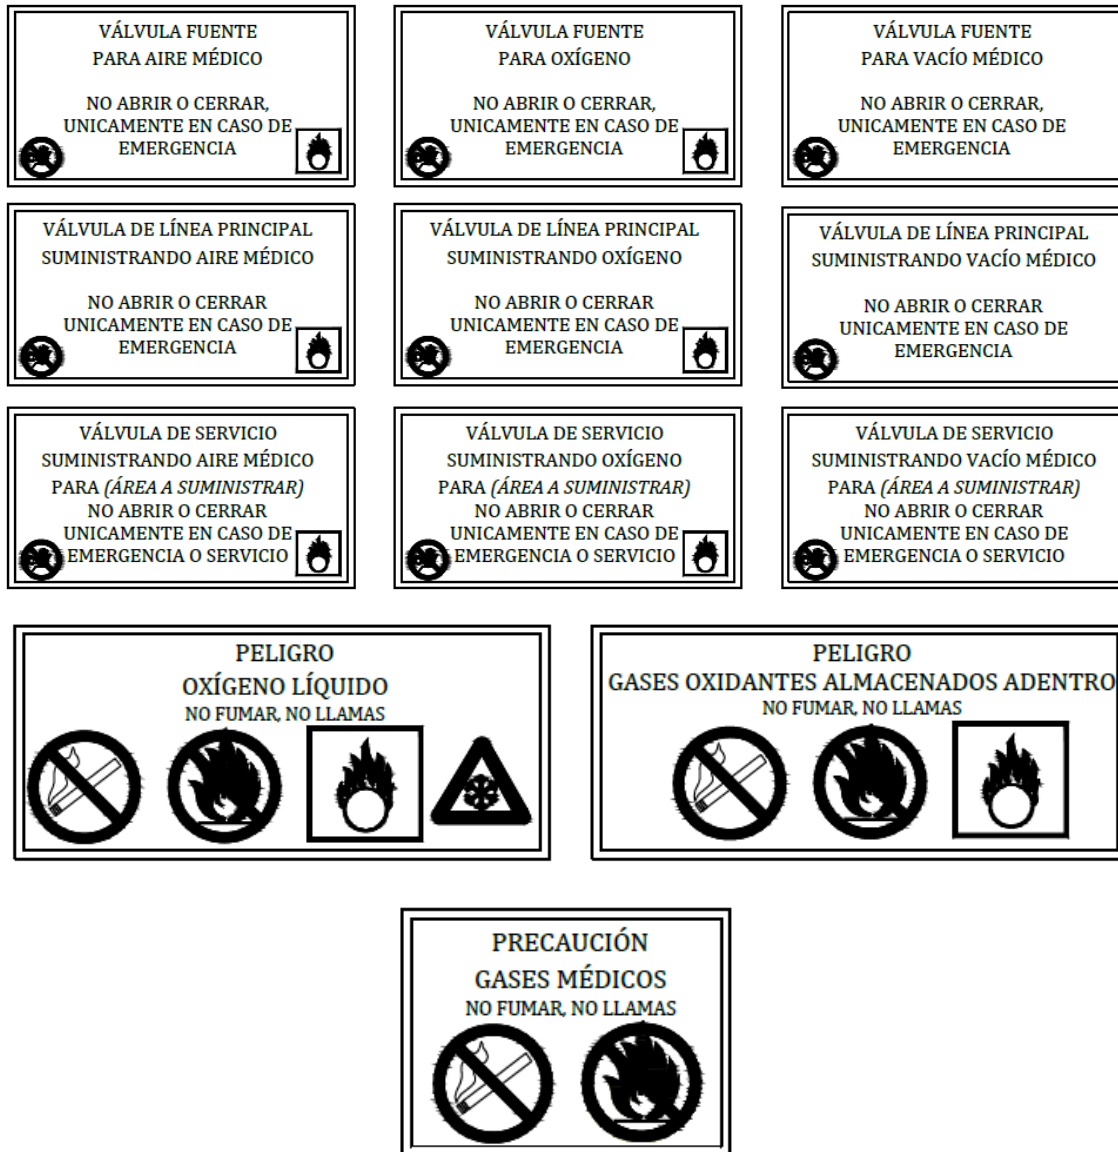 VÁLVULA FUENTE
PARA AIRE MÉDICO
NO ABRIR O CERRAR,
UNICAMENTE EN CASO DE
EMERGENCIA
VÁLVULA FUENTE
PARA OXÍGENO
NO ABRIR O CERRAR,
UNICAMENTE EN CASO DE
EMERGENCIA
VÁLVULA FUENTE
PARA VACÍO MÉDICO
NO ABRIR O CERRAR,
UNICAMENTE EN CASO DE
EMERGENCIA
VÁLVULA DE LÍNEA PRINCIPAL
SUMINISTRANDO AIRE MÉDICO
NO ABRIR O CERRAR
UNICAMENTE EN CASO DE
EMERGENCIA
VÁLVULA DE LÍNEA PRINCIPAL
SUMINISTRANDO OXÍGENO
NO ABRIR O CERRAR
UNICAMENTE EN CASO DE
EMERGENCIA
VÁLVULA DE LÍNEA PRINCIPAL
SUMINISTRANDO VACÍO MÉDICO
NO ABRIR O CERRAR
UNICAMENTE EN CASO DE
EMERGENCIA
VÁLVULA DE SERVICIO
SUMINISTRANDO AIRE MÉDICO
PARA (ÁREA A SUMINISTRAR)
NO ABRIR O CERRAR
UNICAMENTE EN CASO DE
EMERGENCIA O SERVICIO
VÁLVULA DE SERVICIO
SUMINISTRANDO OXÍGENO
PARA (ÁREA A SUMINISTRAR)
NO ABRIR O CERRAR
UNICAMENTE EN CASO DE
EMERGENCIA O SERVICIO
VÁLVULA DE SERVICIO
SUMINISTRANDO VACÍO MÉDICO
PARA (ÁREA A SUMINISTRAR)
NO ABRIR O CERRAR
UNICAMENTE EN CASO DE
EMERGENCIA O SERVICIO
PELIGRO
OXÍGENO LÍQUIDO
NO FUMAR, NO LLAMAS
PELIGRO
GASES OXIDANTES ALMACENADOS ADENTRO
NO FUMAR, NO LLAMAS
PRECAUCIÓN
GASES MÉDICOS
NO FUMAR, NO LLAMAS